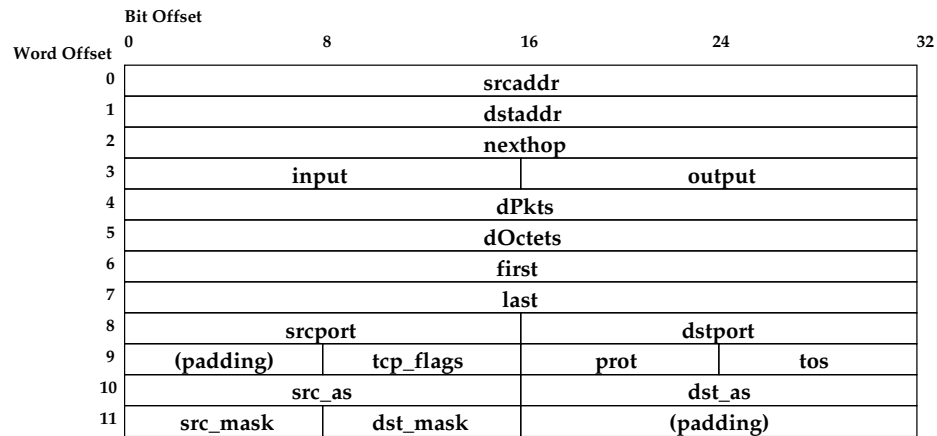 Bit Offset
Word Offset 0 8 16 24 32
0 srcaddr
1 dstaddr
2 nexthop
3 input output
4 dPkts
5 dOctets
6 first
7 last
8 srcport dstport
9 (padding) tcp_flags prot tos
10 src_as dst_as
11 src_mask dst_mask (padding)